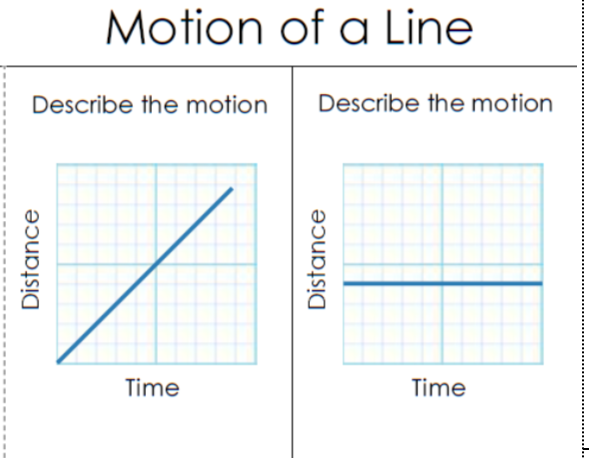 Motion of a Line
Describe the motion
Distance
Time
Describe the motion
Distance
Time